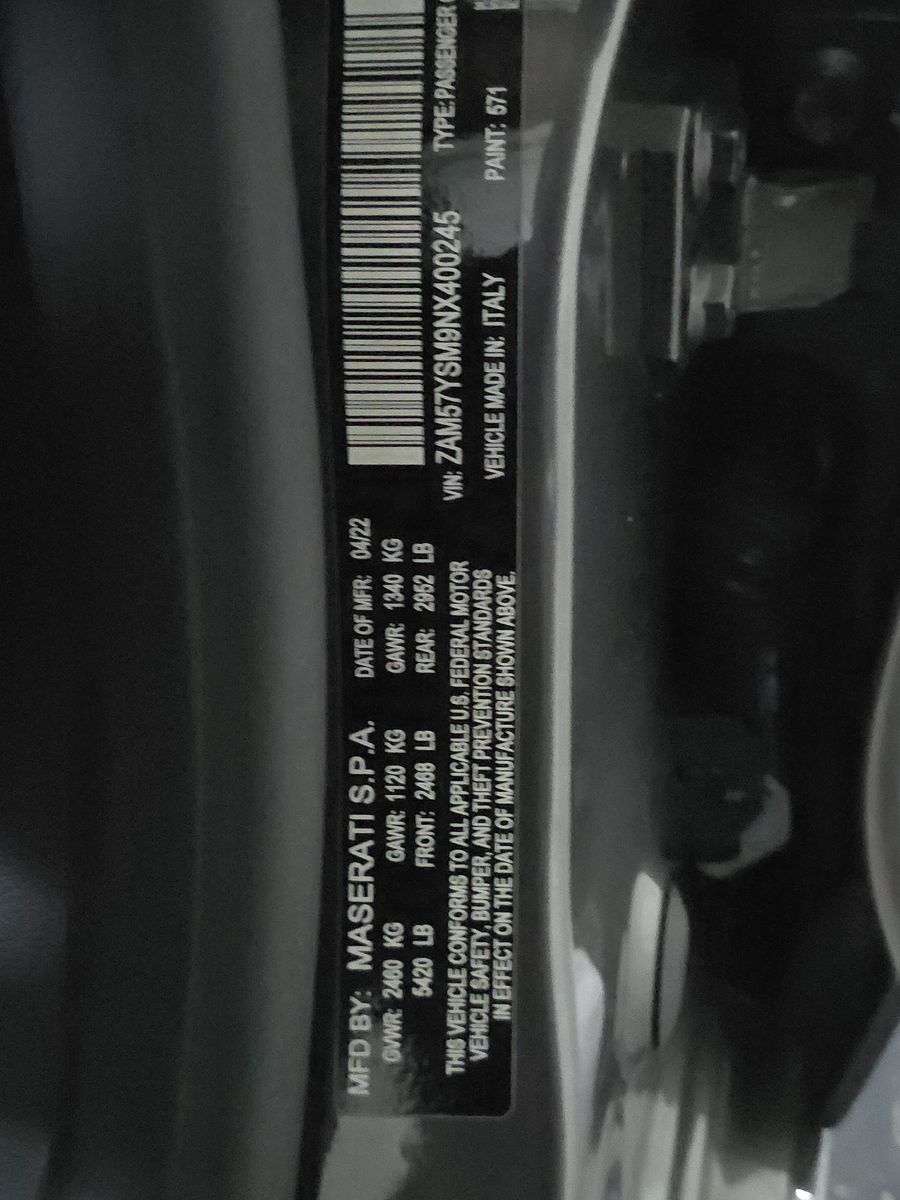 MFD BY: MASERATI S.P.A. DATE OF MFR: 04/22
GVWR: 2460 KG GAWR: 1120 KG GAWR: 1340 KG
5420 LB FRONT: 2468 LB REAR: 2952 LB
THIS VEHICLE CONFORMS TO ALL APPLICABLE U.S. FEDERAL MOTOR
VEHICLE SAFETY, BUMPER, AND THEFT PREVENTION STANDARDS
IN EFFECT ON THE DATE OF MANUFACTURE SHOWN ABOVE.
VIN: ZAM57YSM9NX400245 TYPE: PASSENGER
VEHICLE MADE IN: ITALY PAINT: 571